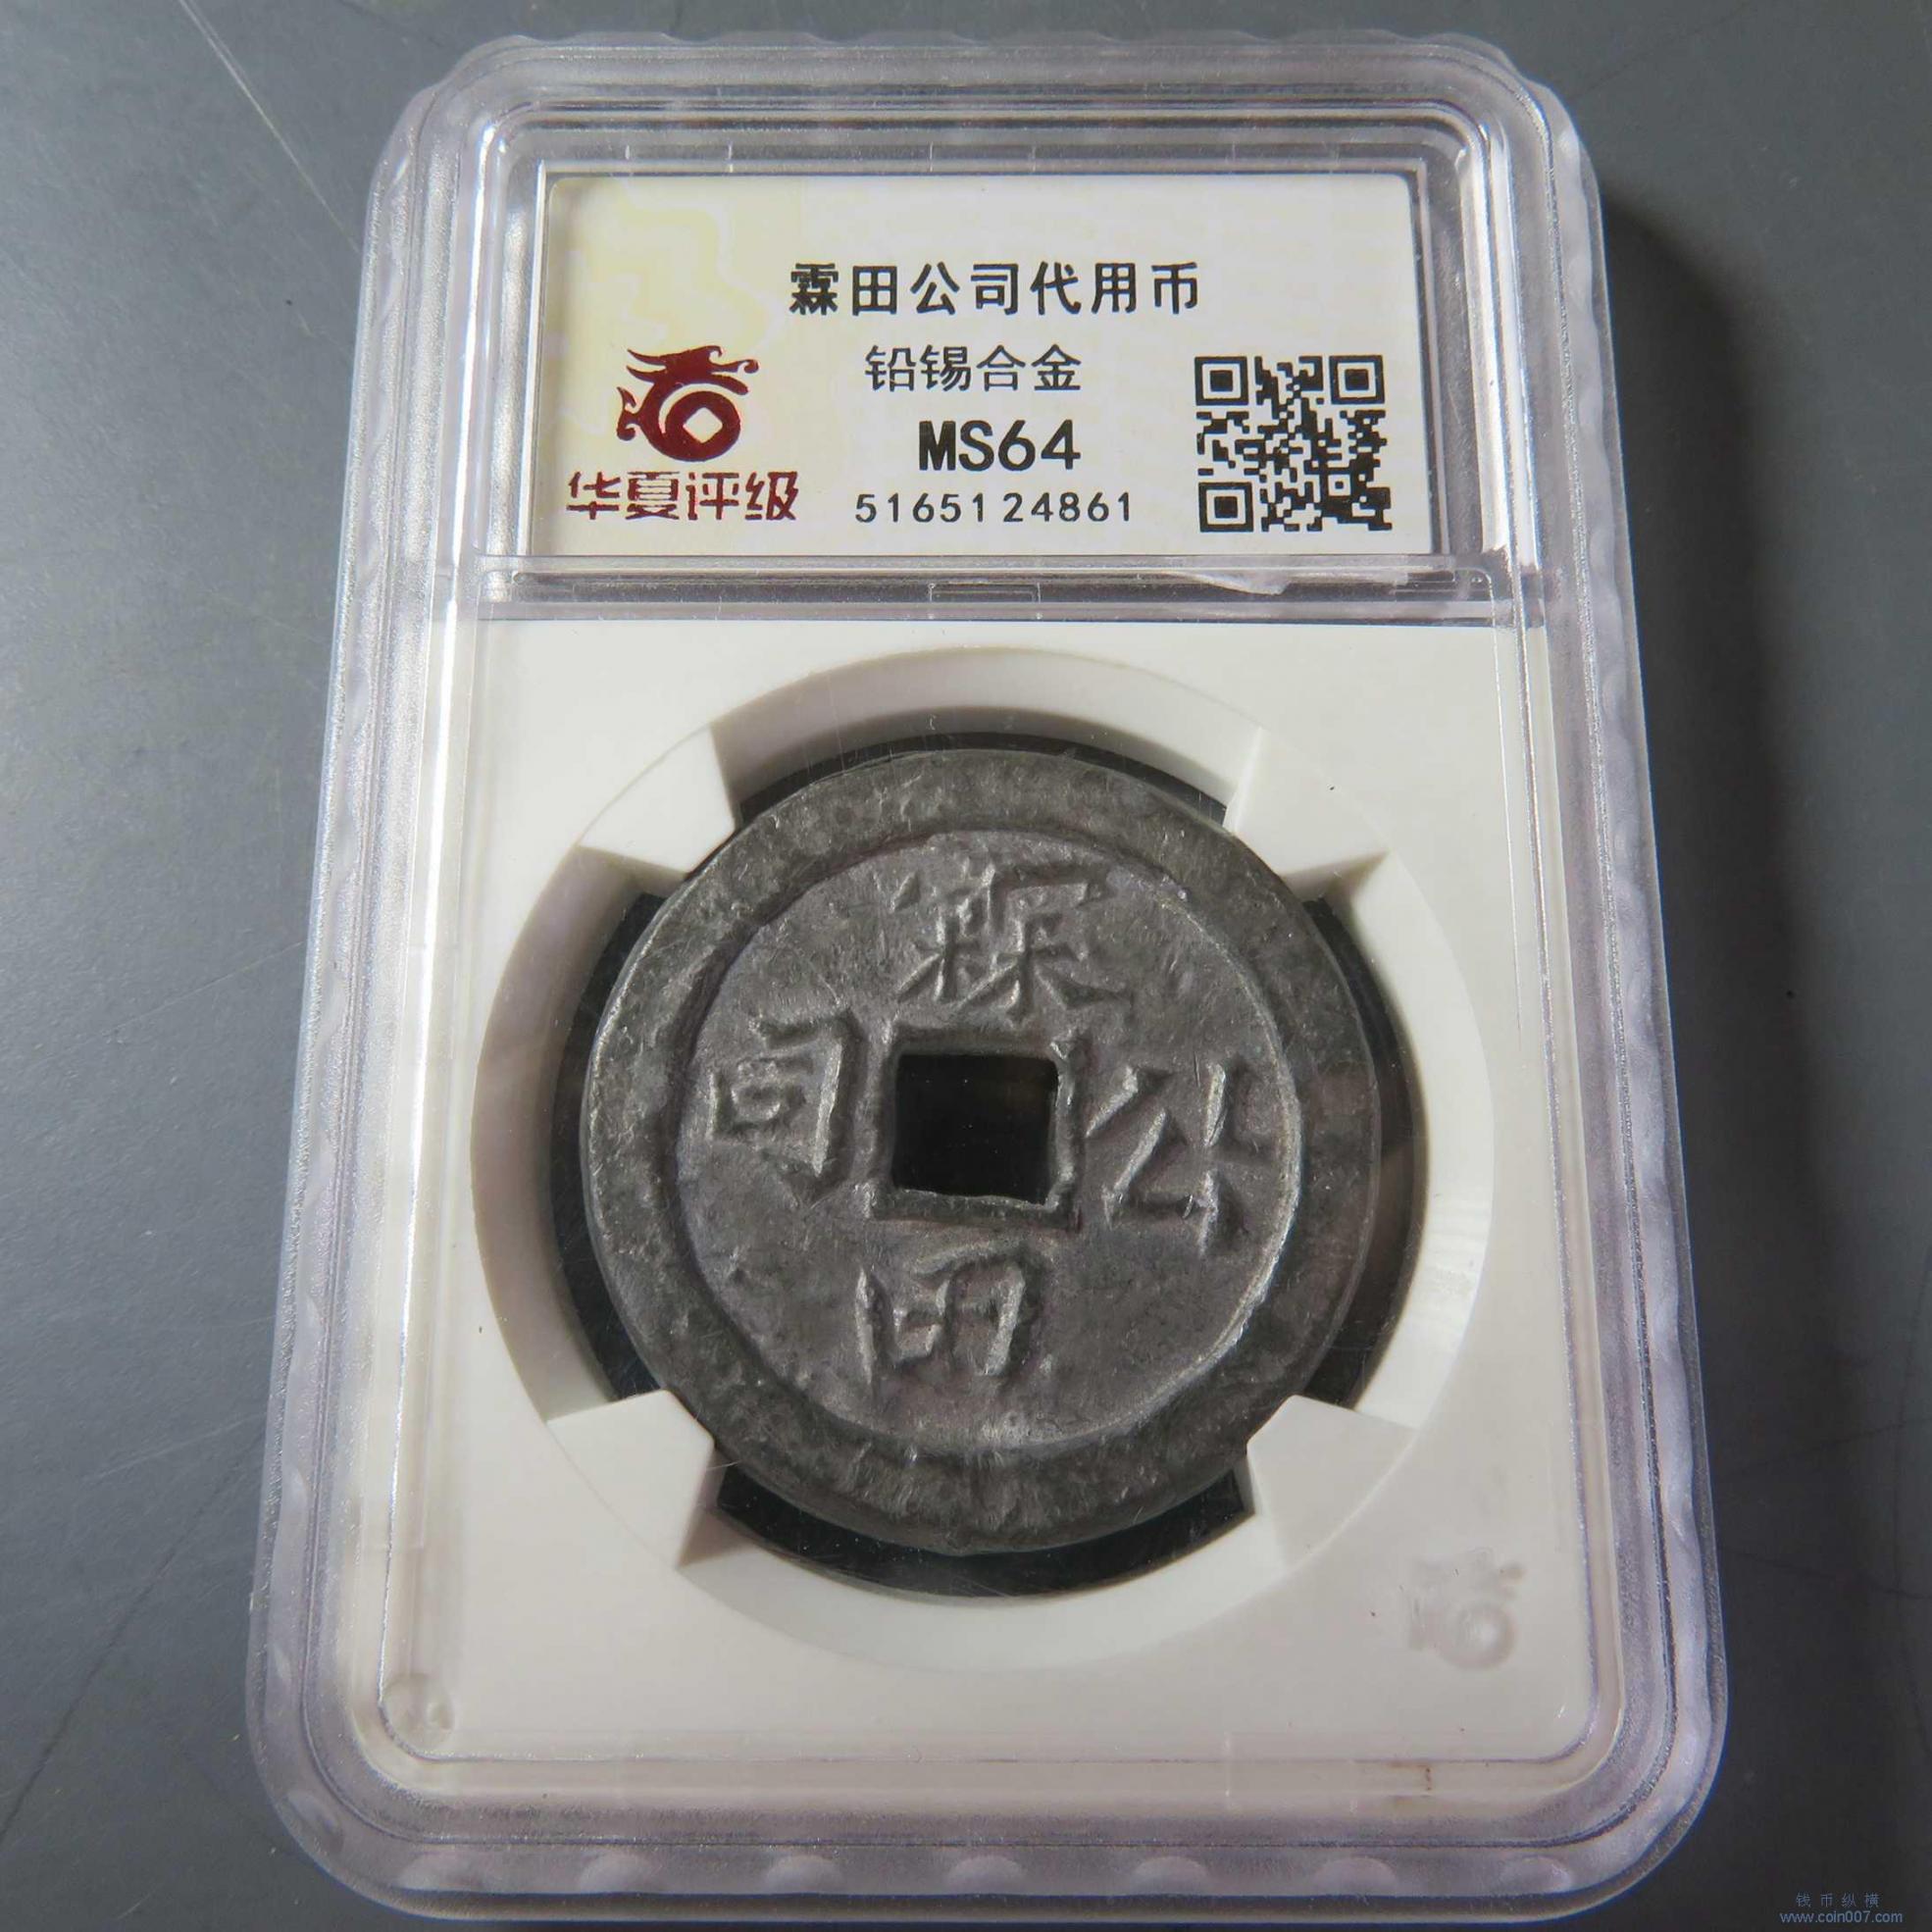 霖田公司代用币
铅锡合金
MS64
5165124861
华夏评级
霖
司 公
田
钱币纵横
www.coin007.com